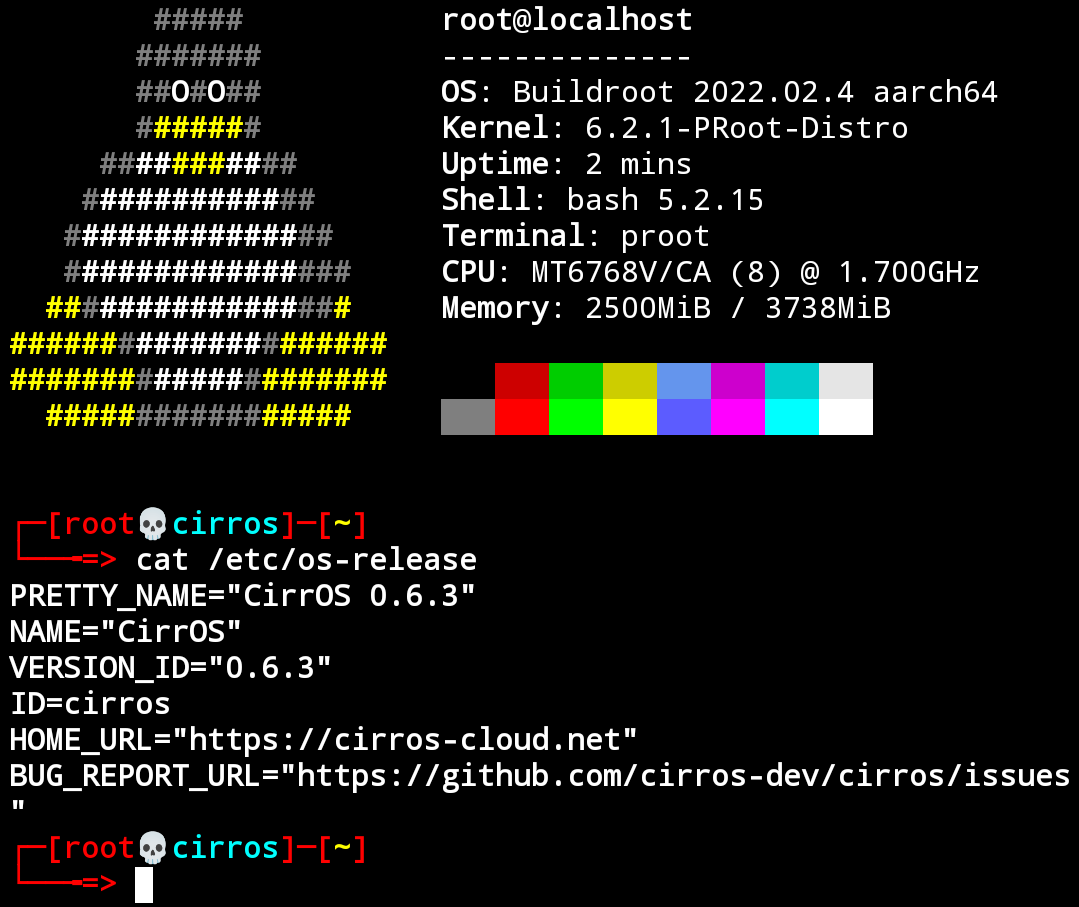 #####
#######
##O#O##
#######
###########
#############
###############
################
#################
#####################
#####################
#################
root@localhost
--------------
OS: Buildroot 2022.02.4 aarch64
Kernel: 6.2.1-PRoot-Distro
Uptime: 2 mins
Shell: bash 5.2.15
Terminal: proot
CPU: MT6768V/CA (8) @ 1.700GHz
Memory: 2500MiB / 3738MiB
┌─[root💀cirros]─[~]
└──╼=> cat /etc/os-release
PRETTY_NAME="CirrOS 0.6.3"
NAME="CirrOS"
VERSION_ID="0.6.3"
ID=cirros
HOME_URL="https://cirros-cloud.net"
BUG_REPORT_URL="https://github.com/cirros-dev/cirros/issues
"
┌─[root💀cirros]─[~]
└──╼=>